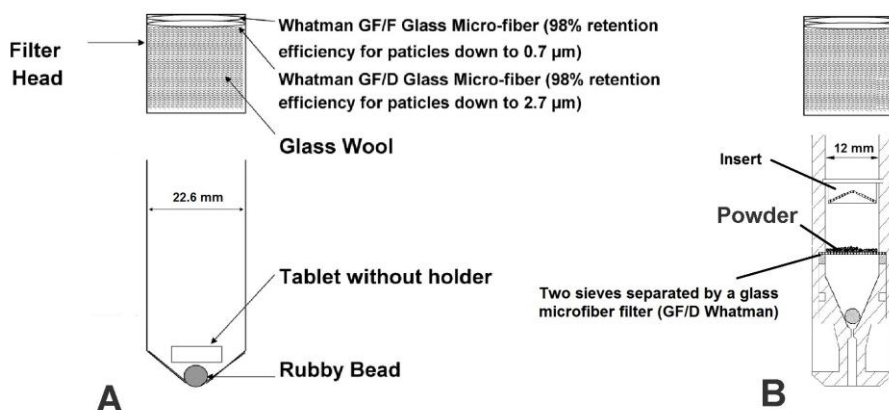 Whatman GF/F Glass Micro-fiber (98% retention
efficiency for paticles down to 0.7 µm)
Whatman GF/D Glass Micro-fiber (98% retention
efficiency for paticles down to 2.7 µm)
Filter
Head
Glass Wool
22.6 mm
Tablet without holder
Rubby Bead
A
12 mm
Insert
Powder
Two sieves separated by a glass
microfiber filter (GF/D Whatman)
B